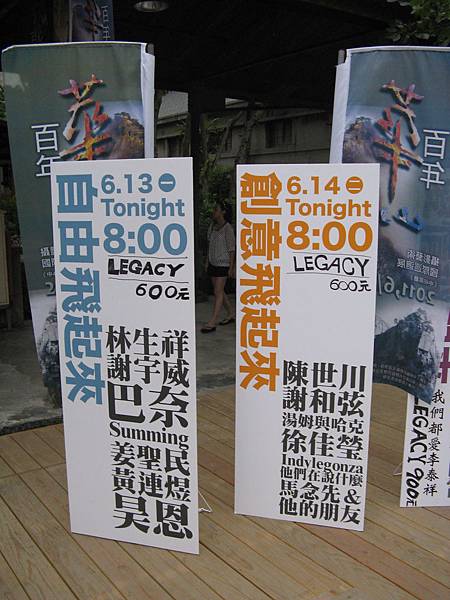 自由飛起來
6.13 一
Tonight
8:00
LEGACY
600元
林生祥
謝宇威
巴奈
Summing
姜聖民
黃連煜
昊恩
創意飛起來
6.14 二
Tonight
8:00
LEGACY
600元
陳世川
謝和弦
湯姆與哈克
徐佳瑩
Indylegonza
他們在說什麼
馬念先&
他的朋友
百年
百年
2011,6
我們都愛李泰祥
LEGACY 900元